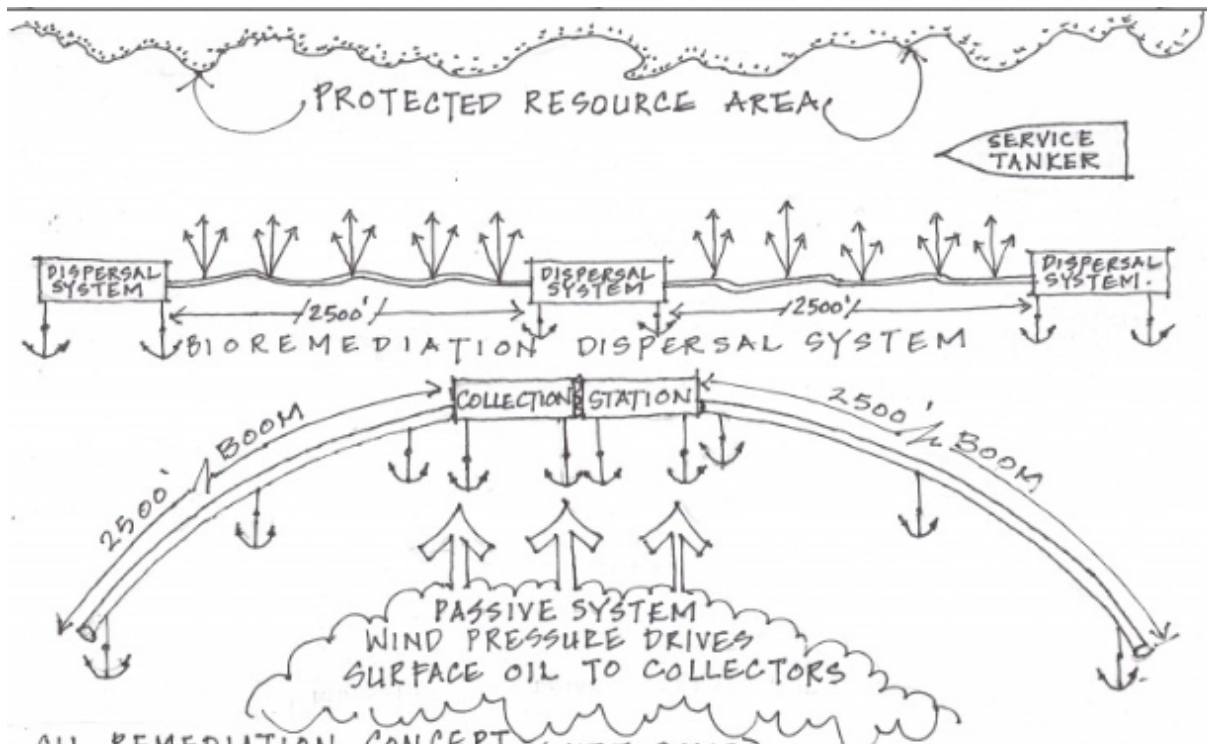 PROTECTED RESOURCE AREA
SERVICE
TANKER
DISPERSAL
SYSTEM
DISPERSAL
SYSTEM
DISPERSAL
SYSTEM.
2500'
2500'
BIOREMEDIATION DISPERSAL SYSTEM
COLLECTION STATION
2500' BOOM
2500' BOOM
PASSIVE SYSTEM
WIND PRESSURE DRIVES
SURFACE OIL TO COLLECTORS
OIL REMEDIATION CONCEPT